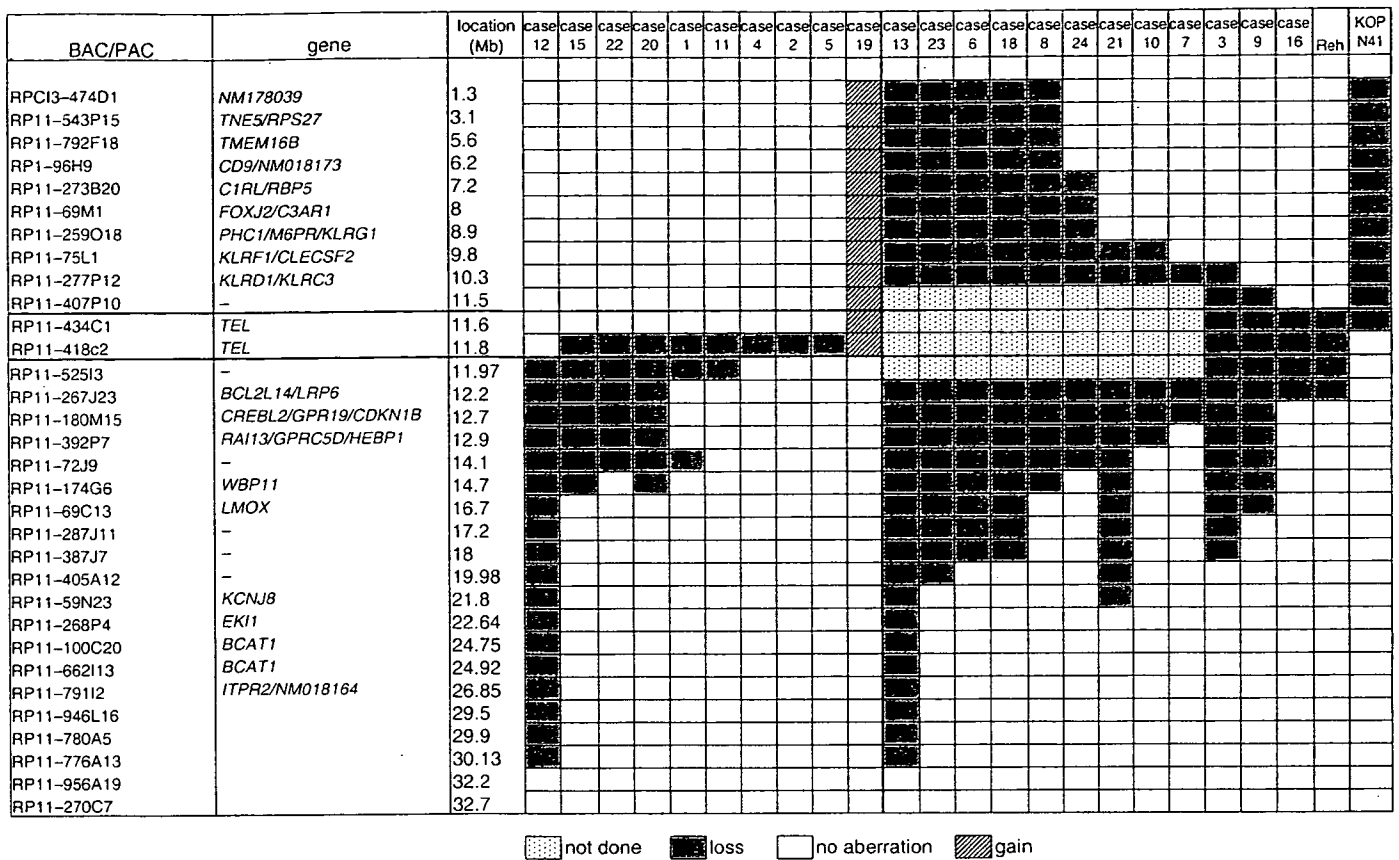 BAC/PAC gene location (Mb) case 12 case 15 case 22 case 20 case 1 case 11 case 4 case 2 case 5 case 19 case 13 case 23 case 6 case 18 case 8 case 24 case 21 case 10 case 7 case 3 case 9 case 16 Reh KOP N41
RPCI3-474D1 NM178039 1.3
RP11-543P15 TNE5/RPS27 3.1
RP11-792F18 TMEM16B 5.6
RP1-96H9 CD9/NM018173 6.2
RP11-273B20 C1RL/RBP5 7.2
RP11-69M1 FOXJ2/C3AR1 8
RP11-259O18 PHC1/M6PR/KLRG1 8.9
RP11-75L1 KLRF1/CLECSF2 9.8
RP11-277P12 KLRD1/KLRC3 10.3
RP11-407P10 – 11.5
RP11-434C1 TEL 11.6
RP11-418c2 TEL 11.8
RP11-525I3 – 11.97
RP11-267J23 BCL2L14/LRP6 12.2
RP11-180M15 CREBL2/GPR19/CDKN1B 12.7
RP11-392P7 RAI13/GPRC5D/HEBP1 12.9
RP11-72J9 – 14.1
RP11-174G6 WBP11 14.7
RP11-69C13 LMOX 16.7
RP11-287J11 – 17.2
RP11-387J7 – 18
RP11-405A12 – 19.98
RP11-59N23 KCNJ8 21.8
RP11-268P4 EKI1 22.64
RP11-100C20 BCAT1 24.75
RP11-662I13 BCAT1 24.92
RP11-791I2 ITPR2/NM018164 26.85
RP11-946L16 29.5
RP11-780A5 29.9
RP11-776A13 30.13
RP11-956A19 32.2
RP11-270C7 32.7
not done loss no aberration gain